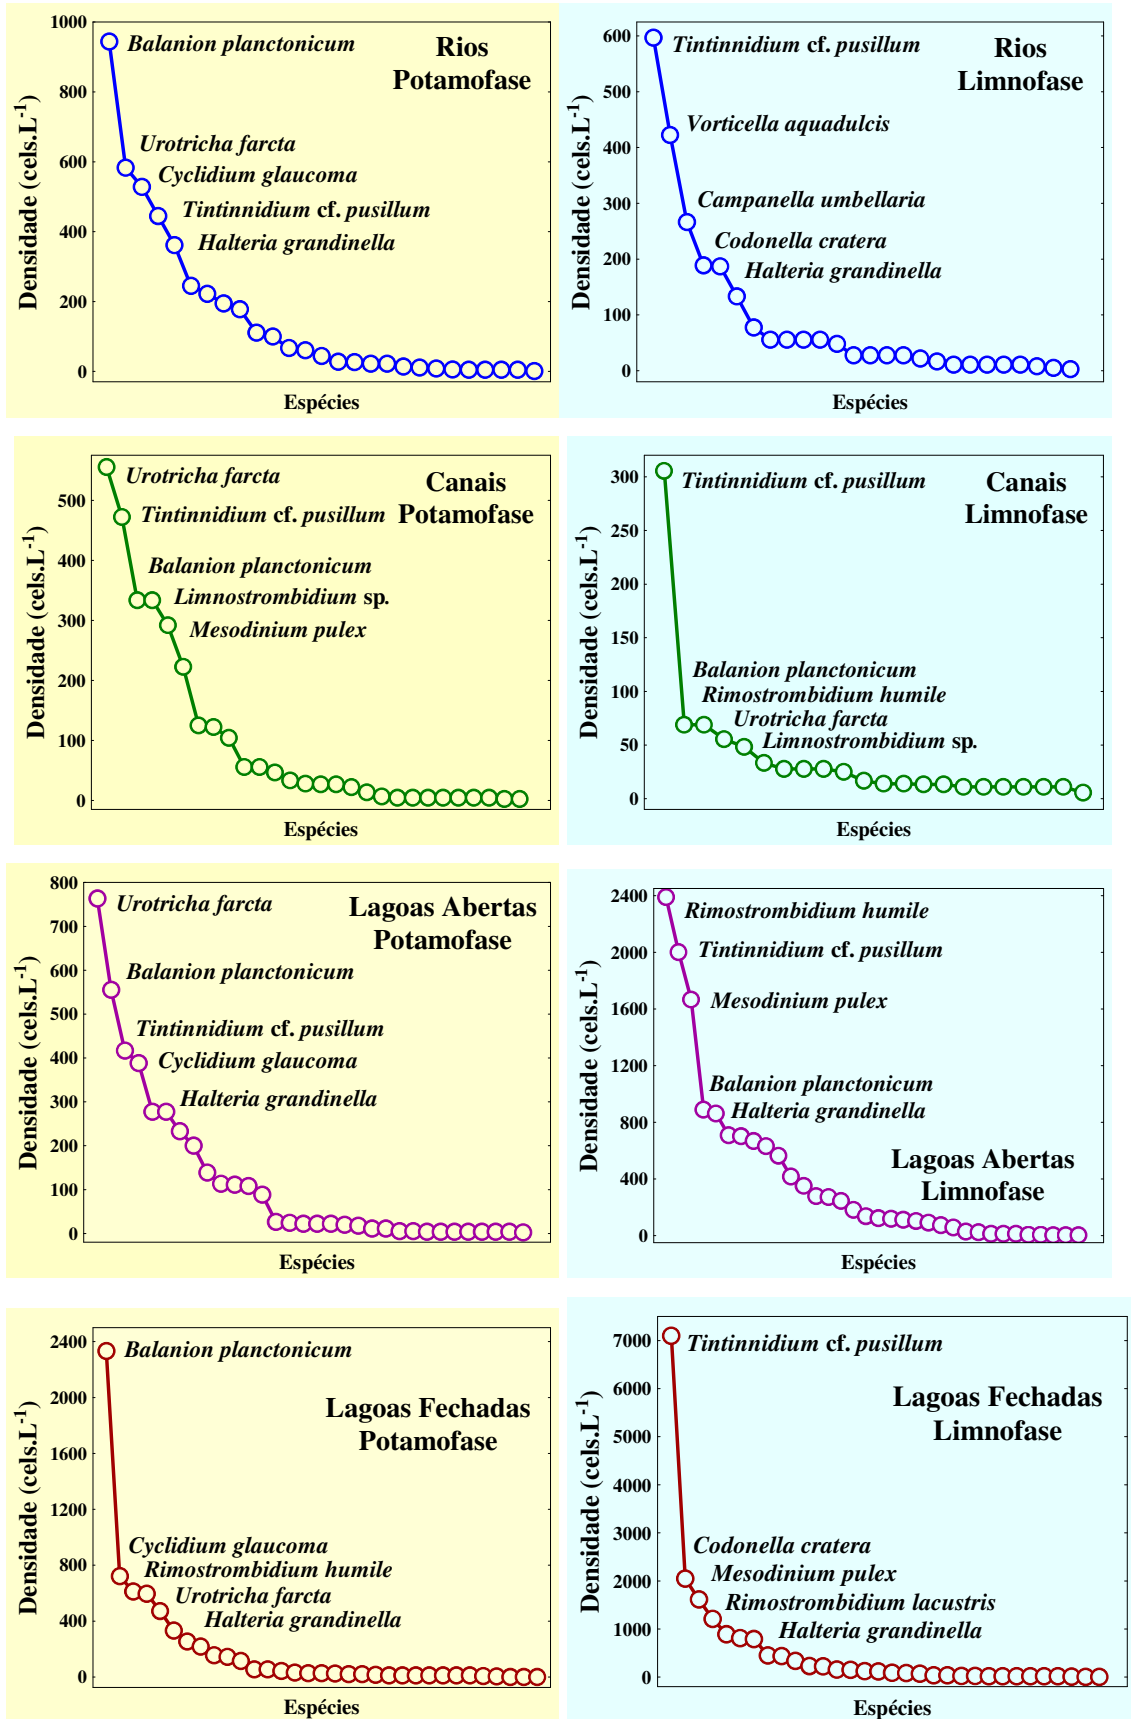 Rios
Potamofase
Densidade (cels.L-1)
1000
800
600
400
200
0
Balanion planctonicum
Urotricha farcta
Cyclidium glaucoma
Tintinnidium cf. pusillum
Halteria grandinella
Espécies
Rios
Limnofase
Densidade (cels.L-1)
600
500
400
300
200
100
0
Tintinnidium cf. pusillum
Vorticella aquadulcis
Campanella umbellaria
Codonella cratera
Halteria grandinella
Espécies
Canais
Potamofase
Densidade (cels.L-1)
500
400
300
200
100
0
Urotricha farcta
Tintinnidium cf. pusillum
Balanion planctonicum
Limnostrombidium sp.
Mesodinium pulex
Espécies
Canais
Limnofase
Densidade (cels.L-1)
300
250
200
150
100
50
0
Tintinnidium cf. pusillum
Balanion planctonicum
Rimostrombidium humile
Urotricha farcta
Limnostrombidium sp.
Espécies
Lagoas Abertas
Potamofase
Densidade (cels.L-1)
800
700
600
500
400
300
200
100
0
Urotricha farcta
Balanion planctonicum
Tintinnidium cf. pusillum
Cyclidium glaucoma
Halteria grandinella
Espécies
Densidade (cels.L-1)
2400
2000
1600
1200
800
400
0
Rimostrombidium humile
Tintinnidium cf. pusillum
Mesodinium pulex
Balanion planctonicum
Halteria grandinella
Lagoas Abertas
Limnofase
Espécies
Densidade (cels.L-1)
2400
2000
1600
1200
800
400
0
Balanion planctonicum
Lagoas Fechadas
Potamofase
Cyclidium glaucoma
Rimostrombidium humile
Urotricha farcta
Halteria grandinella
Espécies
Densidade (cels.L-1)
7000
6000
5000
4000
3000
2000
1000
0
Tintinnidium cf. pusillum
Lagoas Fechadas
Limnofase
Codonella cratera
Mesodinium pulex
Rimostrombidium lacustris
Halteria grandinella
Espécies